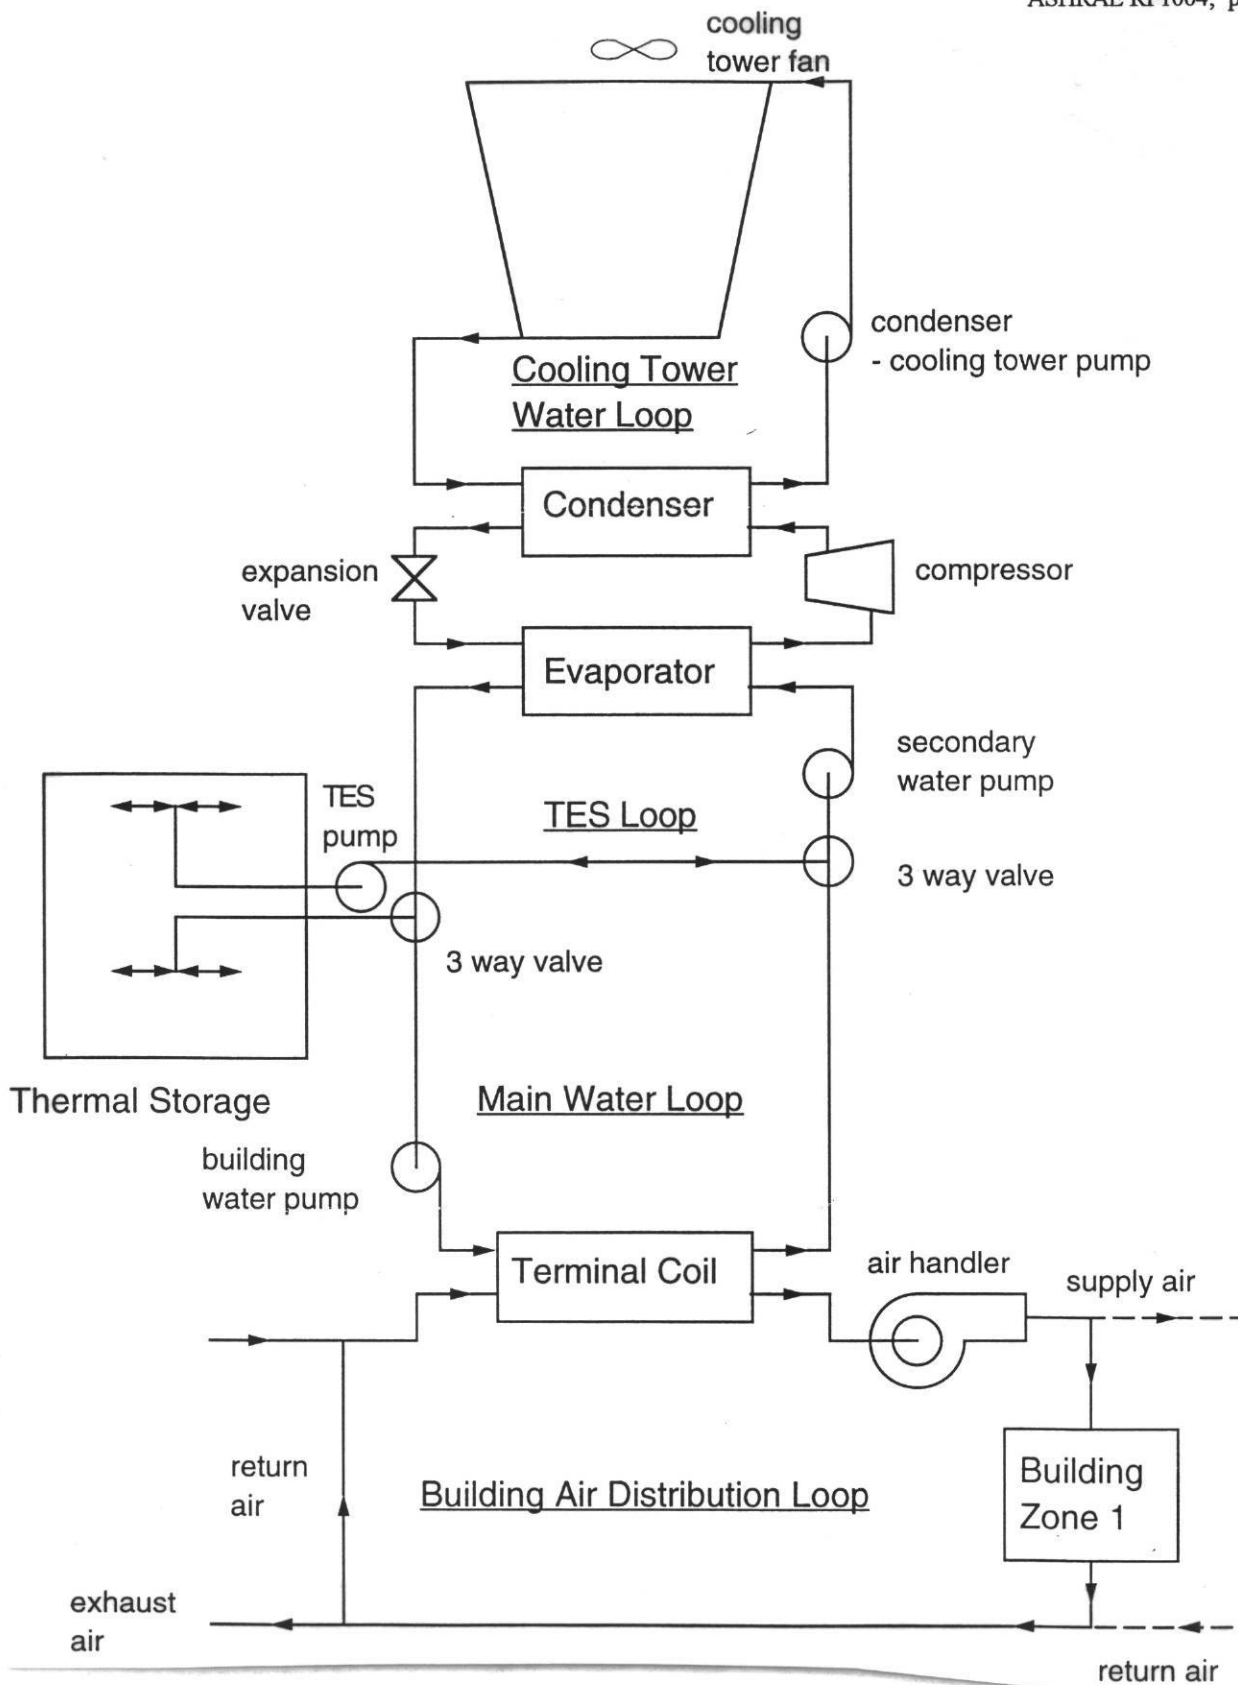 cooling
tower fan
condenser
- cooling tower pump
Cooling Tower
Water Loop
Condenser
expansion
valve
compressor
Evaporator
secondary
water pump
TES
pump
TES Loop
3 way valve
3 way valve
Thermal Storage
Main Water Loop
building
water pump
Terminal Coil
air handler
supply air
return
air
Building Air Distribution Loop
Building
Zone 1
exhaust
air
return air